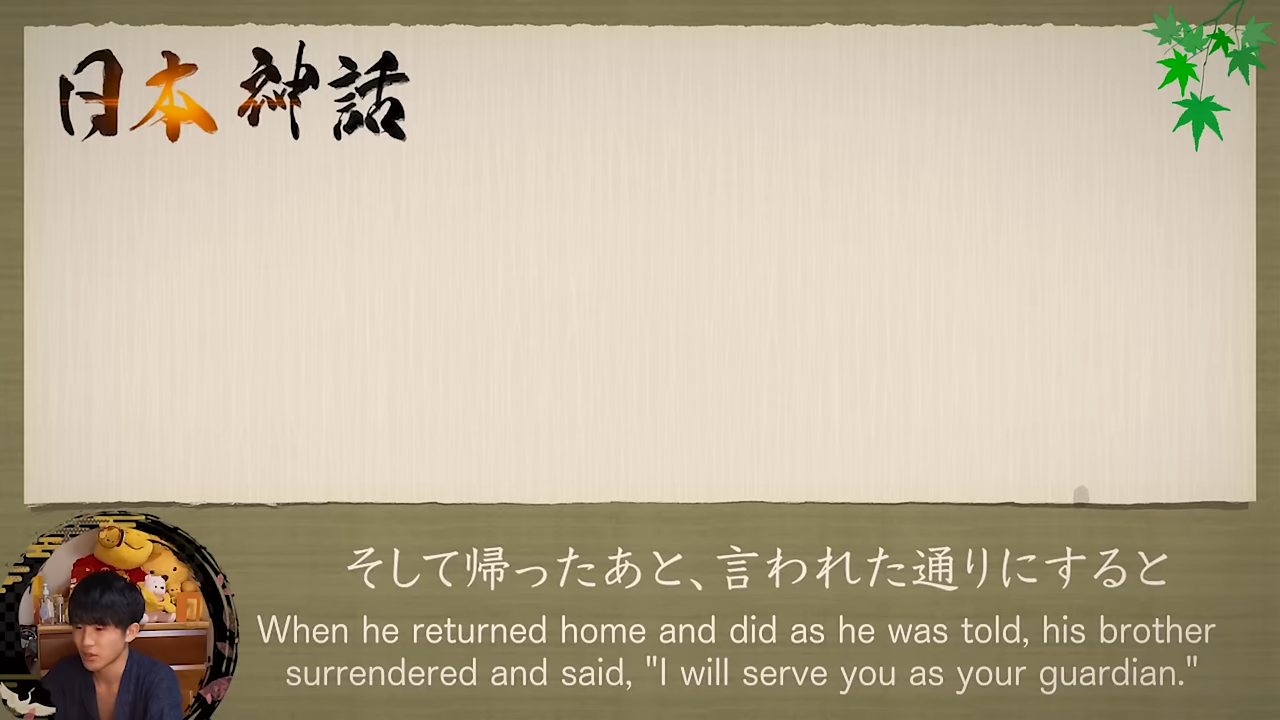 日本神話
そして帰ったあと、言われた通りにすると
When he returned home and did as he was told, his brother
surrendered and said, "I will serve you as your guardian."